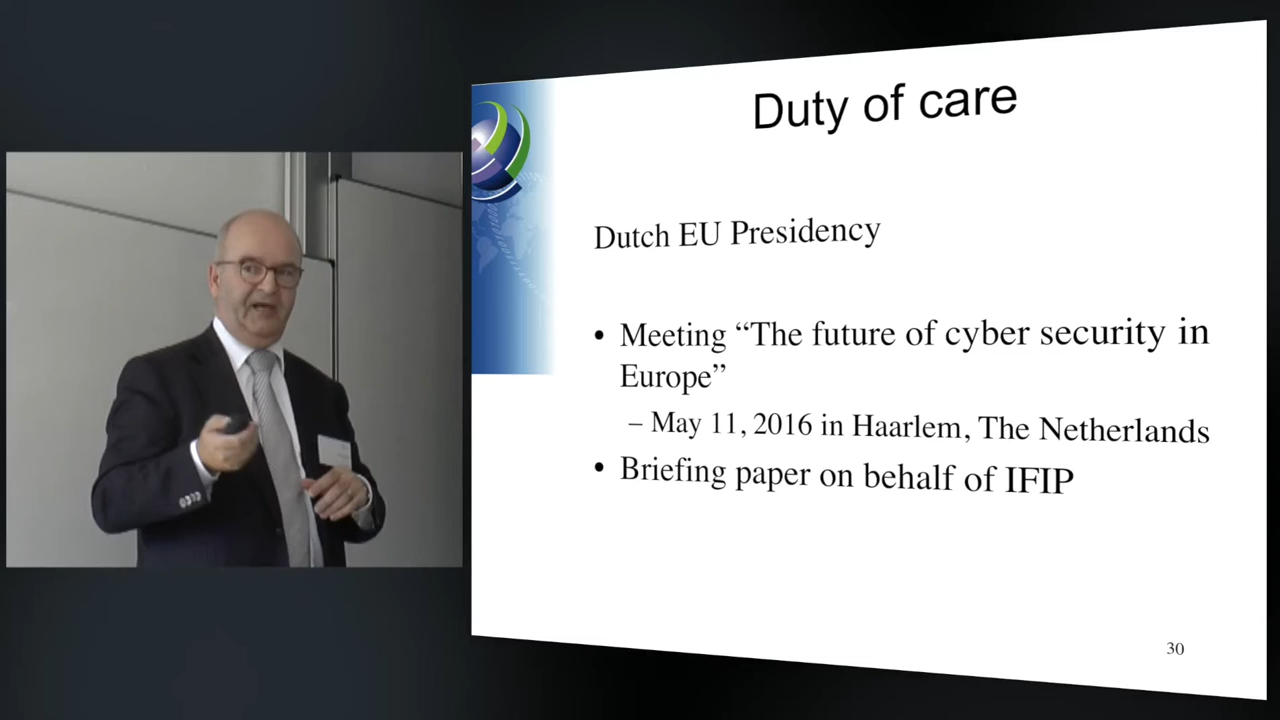 Duty of care
Dutch EU Presidency
• Meeting “The future of cyber security in
Europe”
– May 11, 2016 in Haarlem, The Netherlands
• Briefing paper on behalf of IFIP
30